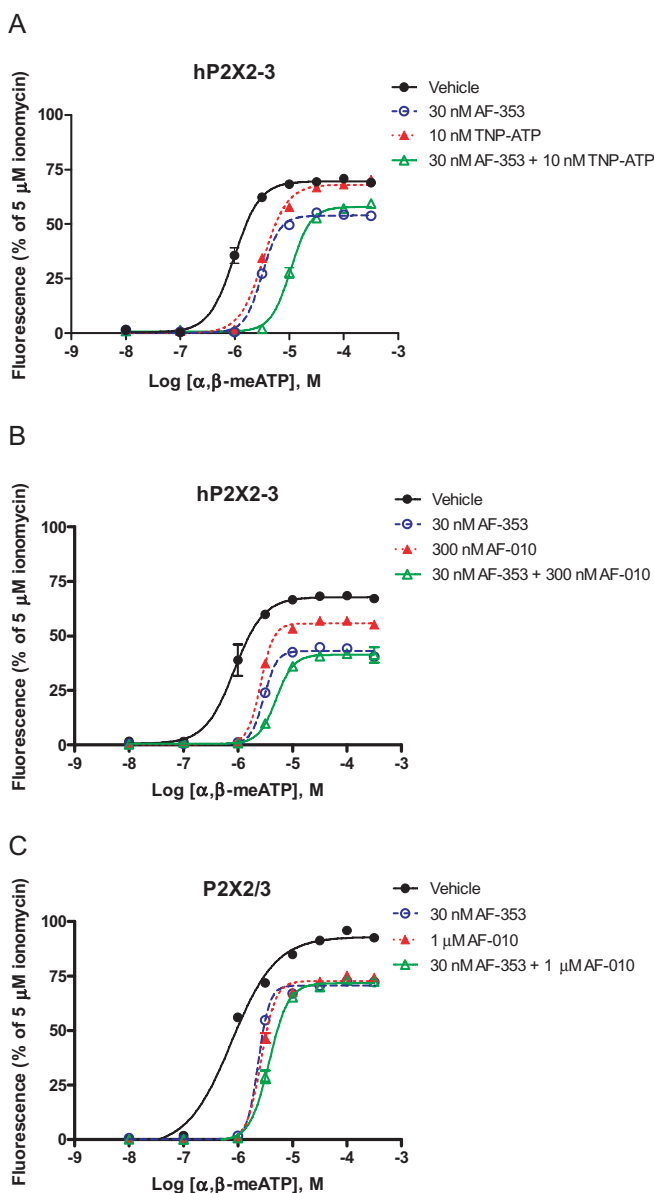 A
hP2X2-3
Vehicle
30 nM AF-353
10 nM TNP-ATP
30 nM AF-353 + 10 nM TNP-ATP
Fluorescence (% of 5 μM ionomycin)
100
75
50
25
0
-9 -8 -7 -6 -5 -4 -3
Log [α,β-meATP], M
B
hP2X2-3
Vehicle
30 nM AF-353
300 nM AF-010
30 nM AF-353 + 300 nM AF-010
Fluorescence (% of 5 μM ionomycin)
100
75
50
25
0
-9 -8 -7 -6 -5 -4 -3
Log [α,β-meATP], M
C
P2X2/3
Vehicle
30 nM AF-353
1 μM AF-010
30 nM AF-353 + 1 μM AF-010
Fluorescence (% of 5 μM ionomycin)
100
75
50
25
0
-9 -8 -7 -6 -5 -4 -3
Log [α,β-meATP], M